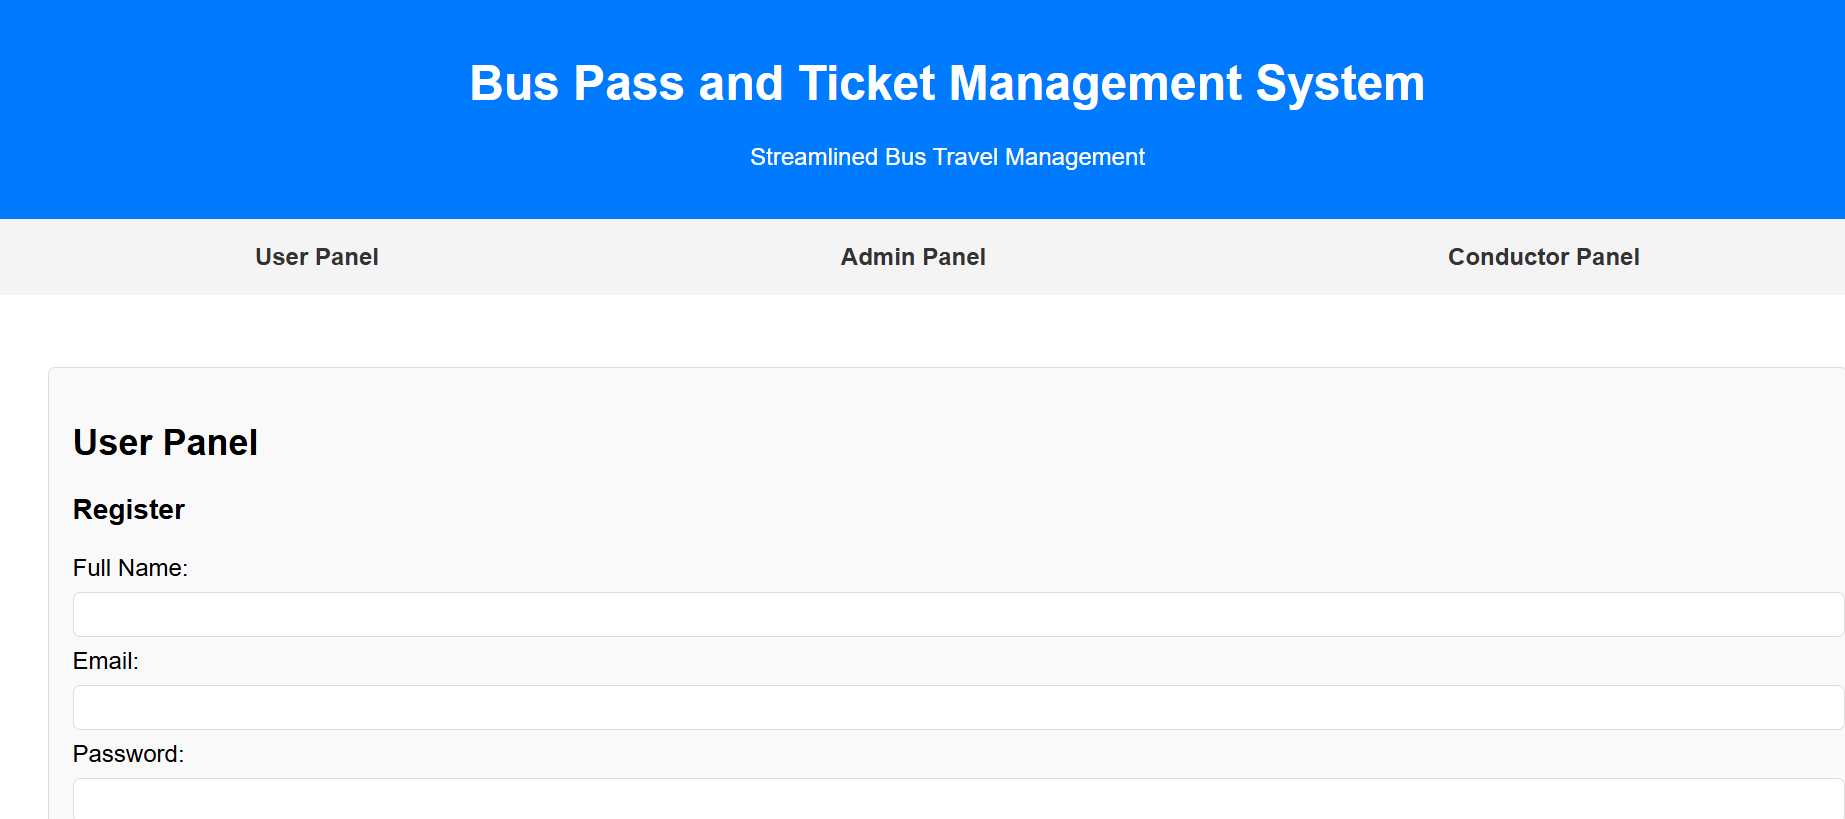 Bus Pass and Ticket Management System
Streamlined Bus Travel Management
User Panel Admin Panel Conductor Panel
User Panel
Register
Full Name:
Email:
Password: